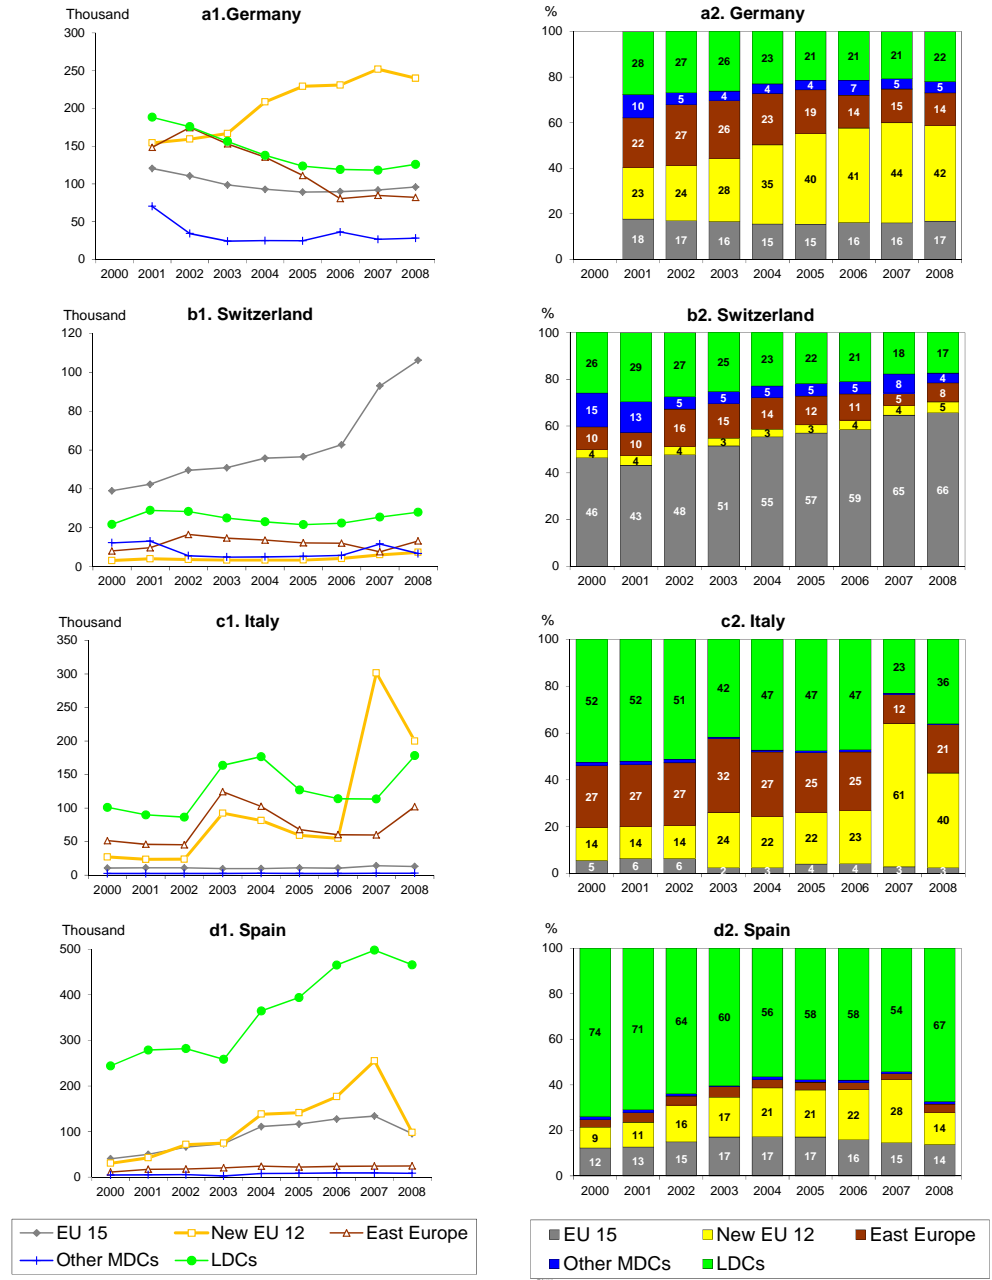 Thousand
a1.Germany
300
250
200
150
100
50
0
2000 2001 2002 2003 2004 2005 2006 2007 2008
%
a2. Germany
100
80
60
40
20
0
28 27 26 23 21 21 21 22
10 5 4 4 4 7 5 5
22 27 26 23 19 14 15 14
23 24 28 35 40 41 44 42
18 17 16 15 15 16 16 17
2000 2001 2002 2003 2004 2005 2006 2007 2008
Thousand
b1. Switzerland
120
100
80
60
40
20
0
2000 2001 2002 2003 2004 2005 2006 2007 2008
%
b2. Switzerland
100
80
60
40
20
0
26 29 27 25 23 22 21 18 17
15 13 5 5 5 5 5 8 4
10 10 16 15 14 12 11 5 8
4 4 4 3 3 3 4 4 5
46 43 48 51 55 57 59 65 66
2000 2001 2002 2003 2004 2005 2006 2007 2008
Thousand
c1. Italy
350
300
250
200
150
100
50
0
2000 2001 2002 2003 2004 2005 2006 2007 2008
%
c2. Italy
100
80
60
40
20
0
52 52 51 42 47 47 47 23 36
27 27 27 32 27 25 25 12 21
14 14 14 24 22 22 23 61 40
5 6 6 2 3 4 4 3 3
2000 2001 2002 2003 2004 2005 2006 2007 2008
Thousand
d1. Spain
500
400
300
200
100
0
2000 2001 2002 2003 2004 2005 2006 2007 2008
%
d2. Spain
100
80
60
40
20
0
74 71 64 60 56 58 58 54 67
9 11 16 17 21 21 22 28 14
12 13 15 17 17 17 16 15 14
2000 2001 2002 2003 2004 2005 2006 2007 2008
EU 15 New EU 12 East Europe
Other MDCs LDCs
EU 15 New EU 12 East Europe
Other MDCs LDCs